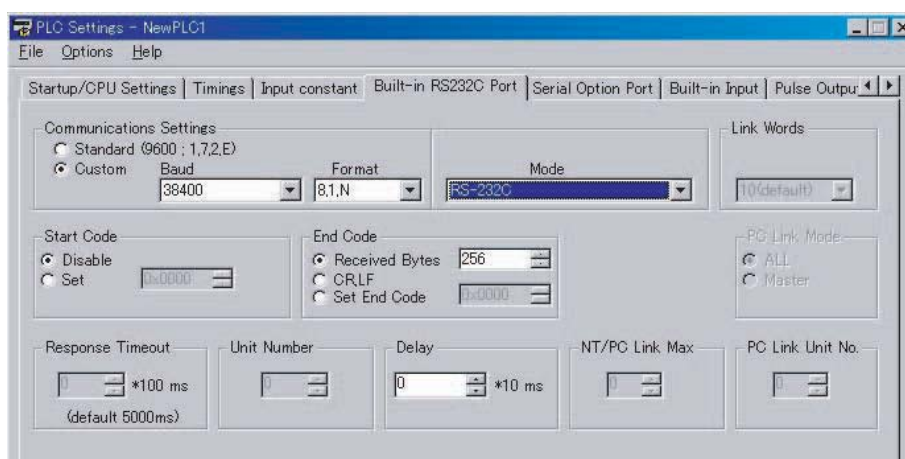 PLC Settings - NewPLC1
File Options Help
Startup/CPU Settings Timings Input constant Built-in RS232C Port Serial Option Port Built-in Input Pulse Outpu
Communications Settings
Link Words
Standard (9600 ; 1,7,2,E)
Custom Baud Format Mode
38400 8,1,N RS-232C 10(default)
Start Code End Code PC Link Mode
Disable Received Bytes 256 ALL
Set 0x0000 CR,LF Master
Set End Code 0x0000
Response Timeout Unit Number Delay NT/PC Link Max PC Link Unit No.
0 *100 ms 0 0 *10 ms 0 0
(default 5000ms)